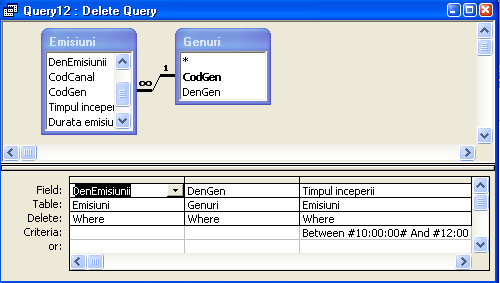 Query12 : Delete Query
Emisiuni
DenEmisiunii
CodCanal
CodGen
Timpul inceper
Durata emisiu
∞ 1
Genuri
*
CodGen
DenGen
Field: DenEmisiunii DenGen Timpul inceperii
Table: Emisiuni Genuri Emisiuni
Delete: Where Where Where
Criteria: Between #10:00:00# And #12:00
or: